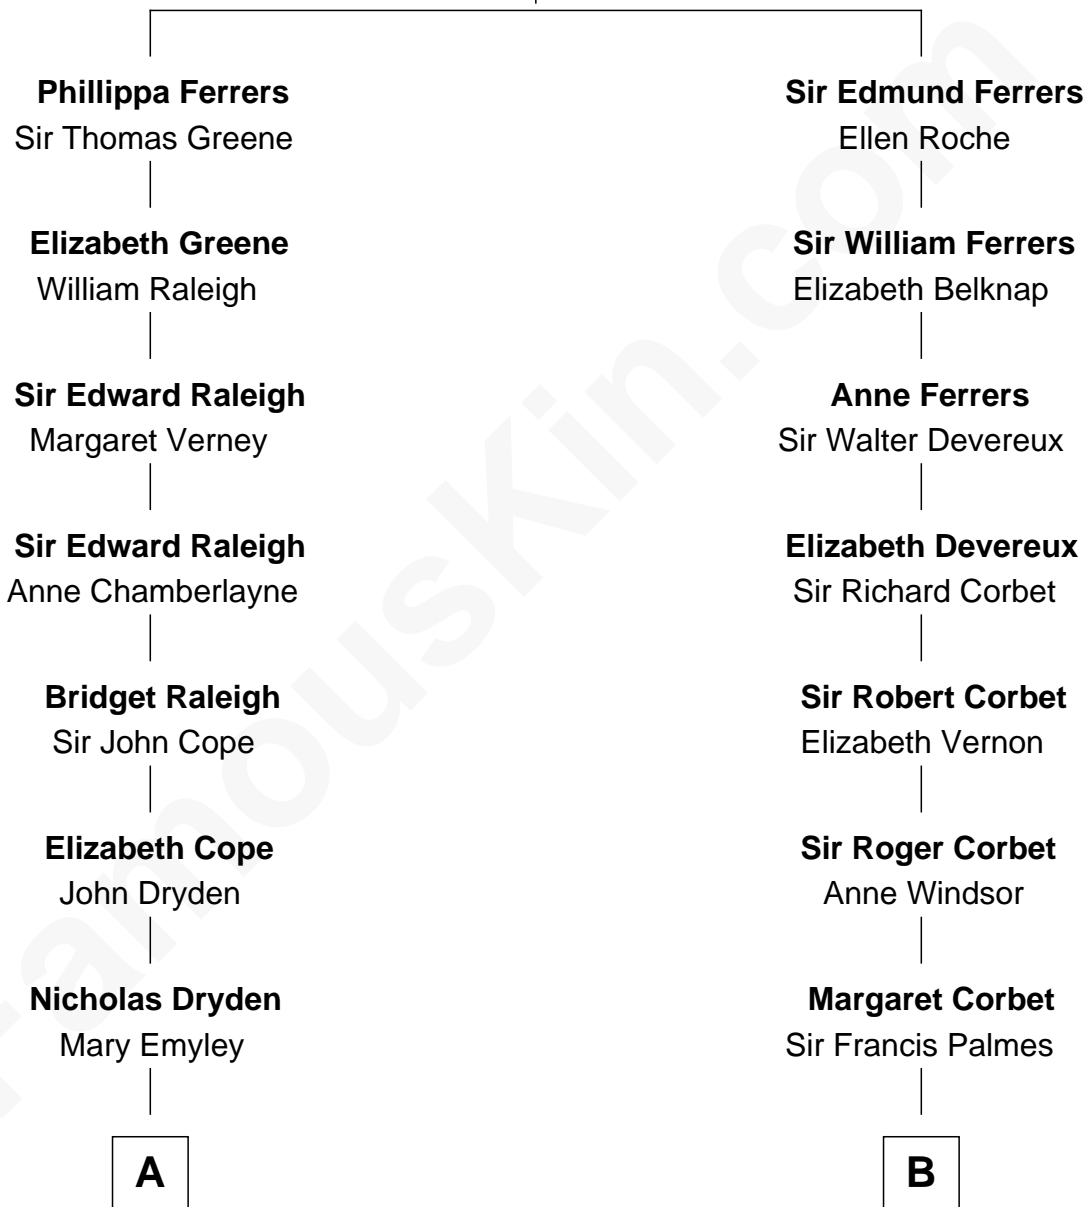 Phillippa Ferrers
Sir Thomas Greene
Elizabeth Greene
William Raleigh
Sir Edward Raleigh
Margaret Verney
Sir Edward Raleigh
Anne Chamberlayne
Bridget Raleigh
Sir John Cope
Elizabeth Cope
John Dryden
Nicholas Dryden
Mary Emyley
A
Sir Edmund Ferrers
Ellen Roche
Sir William Ferrers
Elizabeth Belknap
Anne Ferrers
Sir Walter Devereux
Elizabeth Devereux
Sir Richard Corbet
Sir Robert Corbet
Elizabeth Vernon
Sir Roger Corbet
Anne Windsor
Margaret Corbet
Sir Francis Palmes
B
FamousKin.com